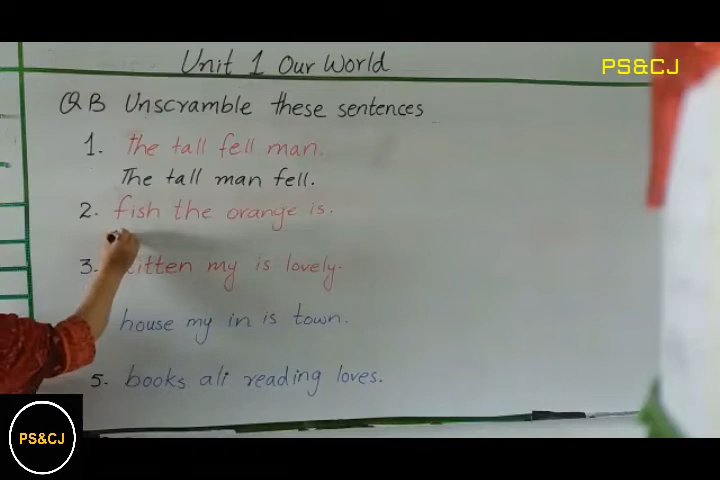 Unit 1 Our World
PS&CJ
QB Unscramble these sentences
1. The tall fell man.
The tall man fell.
2. fish the orange is.
3. kitten my is lovely.
house my in is town.
5. books ali reading loves.
PS&CJ